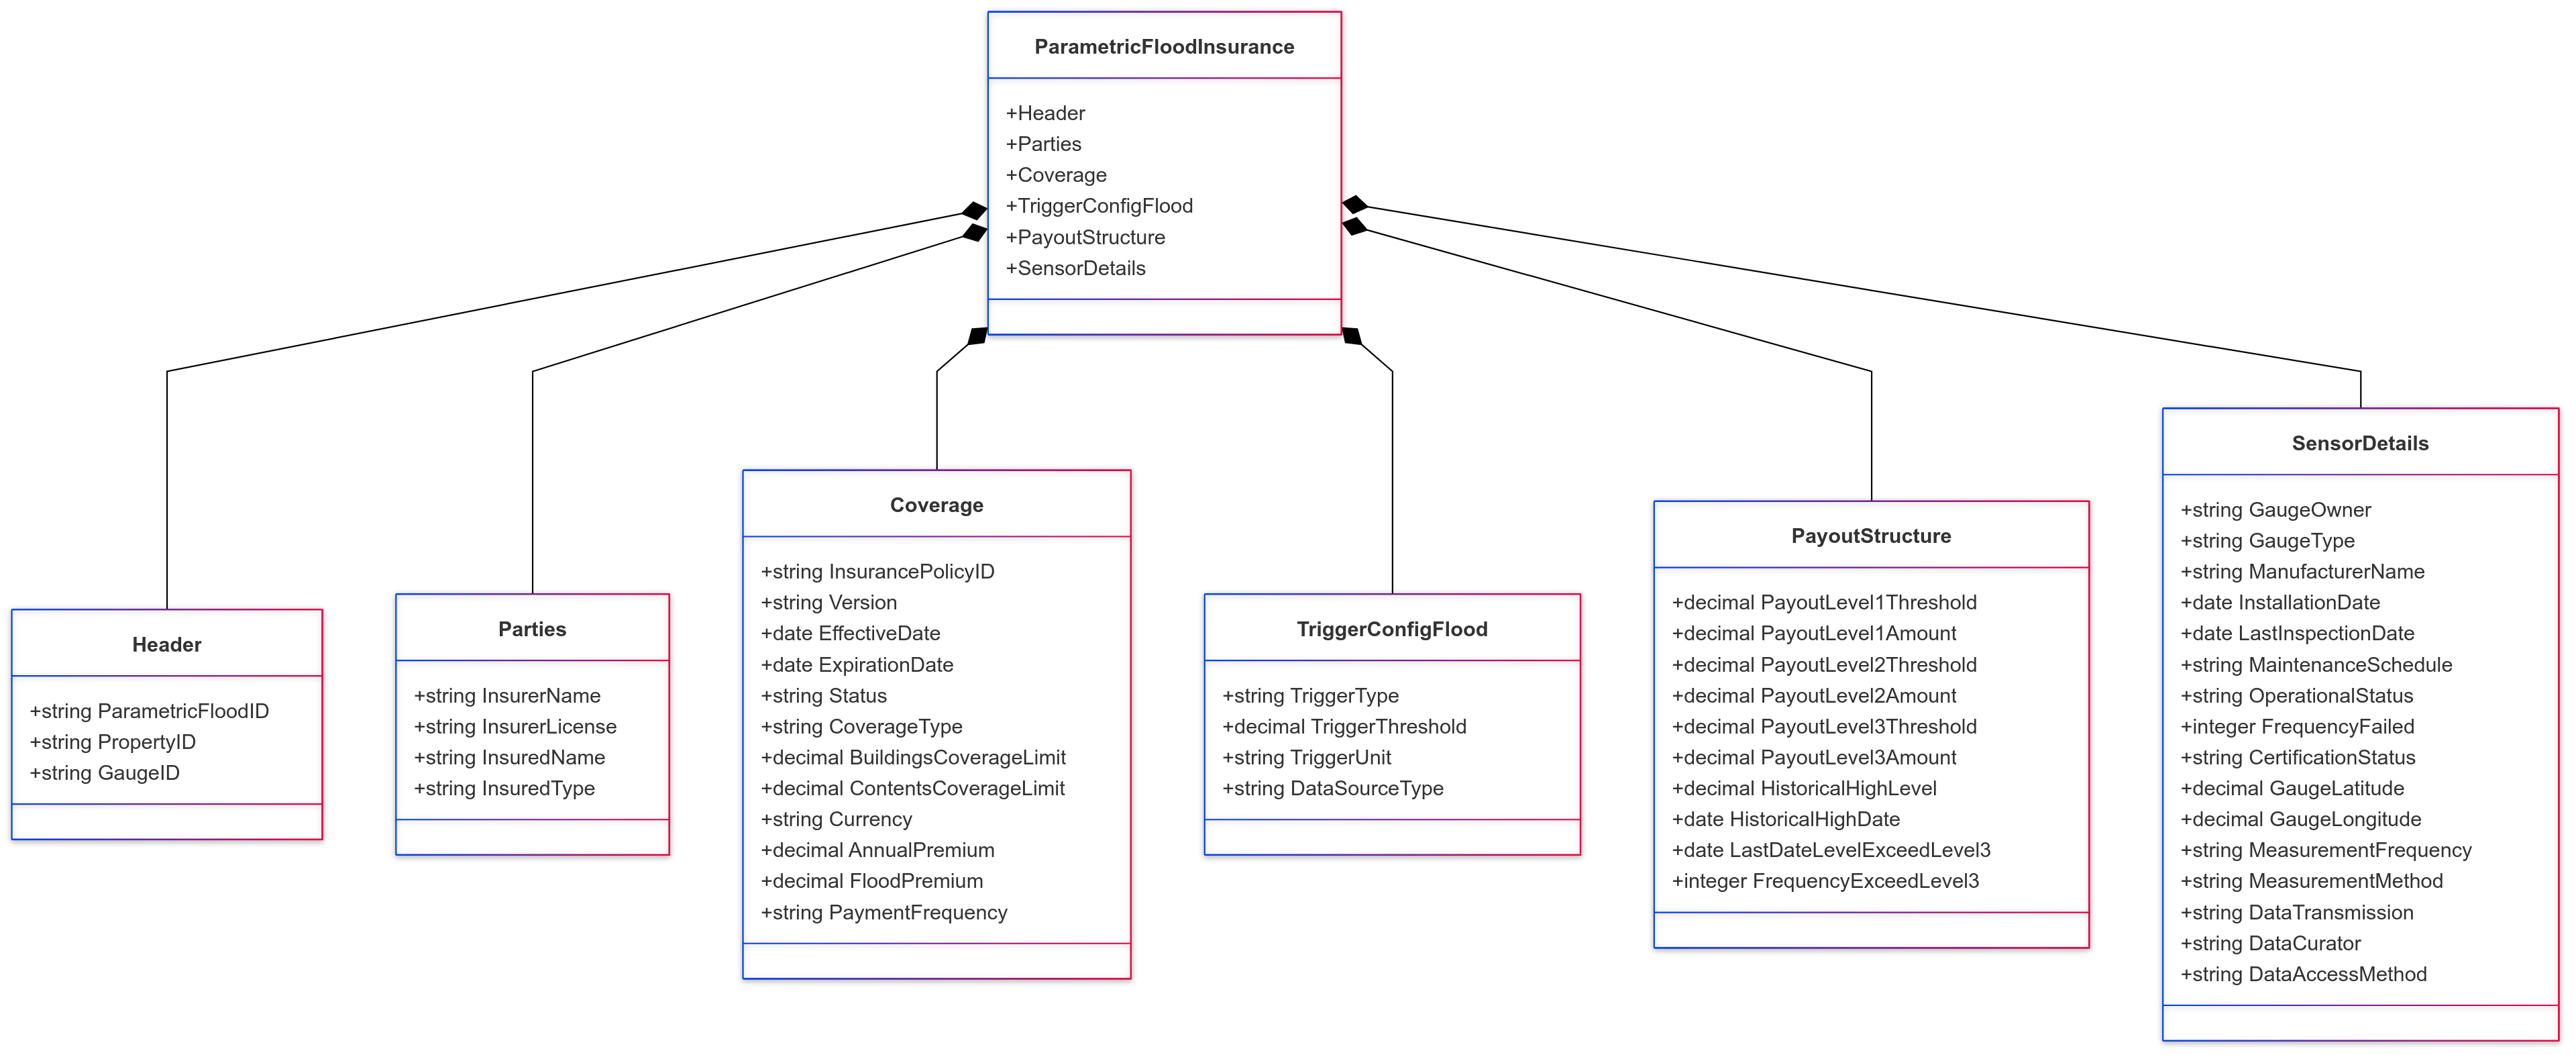 ParametricFloodInsurance
+Header
+Parties
+Coverage
+TriggerConfigFlood
+PayoutStructure
+SensorDetails
Header
+string ParametricFloodID
+string PropertyID
+string GaugeID
Parties
+string InsurerName
+string InsurerLicense
+string InsuredName
+string InsuredType
Coverage
+string InsurancePolicyID
+string Version
+date EffectiveDate
+date ExpirationDate
+string Status
+string CoverageType
+decimal BuildingsCoverageLimit
+decimal ContentsCoverageLimit
+string Currency
+decimal AnnualPremium
+decimal FloodPremium
+string PaymentFrequency
TriggerConfigFlood
+string TriggerType
+decimal TriggerThreshold
+string TriggerUnit
+string DataSourceType
PayoutStructure
+decimal PayoutLevel1Threshold
+decimal PayoutLevel1Amount
+decimal PayoutLevel2Threshold
+decimal PayoutLevel2Amount
+decimal PayoutLevel3Threshold
+decimal PayoutLevel3Amount
+decimal HistoricalHighLevel
+date HistoricalHighDate
+date LastDateLevelExceedLevel3
+integer FrequencyExceedLevel3
SensorDetails
+string GaugeOwner
+string GaugeType
+string ManufacturerName
+date InstallationDate
+date LastInspectionDate
+string MaintenanceSchedule
+string OperationalStatus
+integer FrequencyFailed
+string CertificationStatus
+decimal GaugeLatitude
+decimal GaugeLongitude
+string MeasurementFrequency
+string MeasurementMethod
+string DataTransmission
+string DataCurator
+string DataAccessMethod